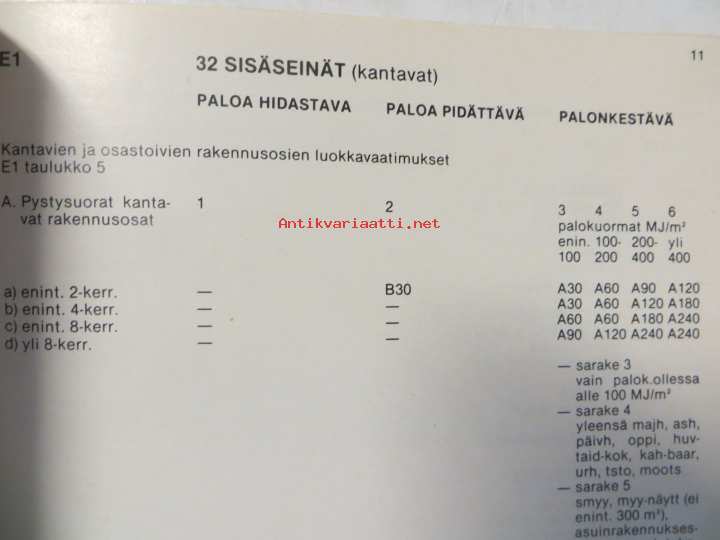 E1
11
32 SISÄSEINÄT (kantavat)
PALOA HIDASTAVA PALOA PIDÄTTÄVÄ PALONKESTÄVÄ
Kantavien ja osastoivien rakennusosien luokkavaatimukset
E1 taulukko 5
A. Pystysuorat kanta- 1 2 3 4 5 6
vat rakennusosat
Antikvariaatti.net
palokuormat MJ/m²
enin. 100- 200- yli
100 200 400 400
a) enint. 2-kerr. — B30 A30 A60 A90 A120
b) enint. 4-kerr. — — A30 A60 A120 A180
c) enint. 8-kerr. — — A60 A60 A180 A240
d) yli 8-kerr. — — A90 A120 A240 A240
— sarake 3
vain palok.ollessa
alle 100 MJ/m²
— sarake 4
yleensä majh, ash,
päivh, oppi, huv-
taid-kok, kah-baar,
urh, tsto, moots
— sarake 5
smyy, myy-näytt (ei
enint. 300 m²),
asuinrakennukses-